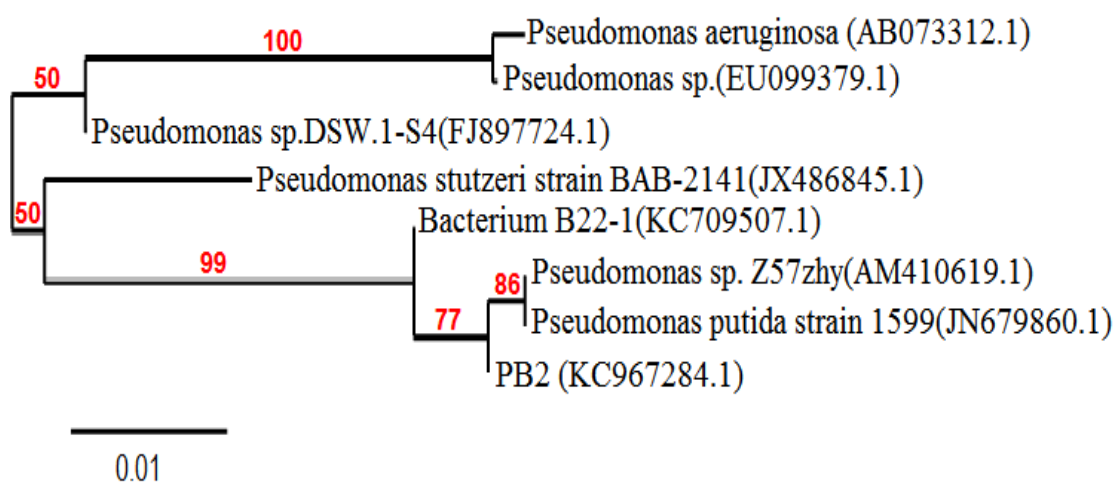 Pseudomonas aeruginosa (AB073312.1)
100
50
Pseudomonas sp.(EU099379.1)
Pseudomonas sp.DSW.1-S4(FJ897724.1)
Pseudomonas stutzeri strain BAB-2141(JX486845.1)
50
Bacterium B22-1(KC709507.1)
99
Pseudomonas sp. Z57zhy(AM410619.1)
86
77
Pseudomonas putida strain 1599(JN679860.1)
PB2 (KC967284.1)
0.01